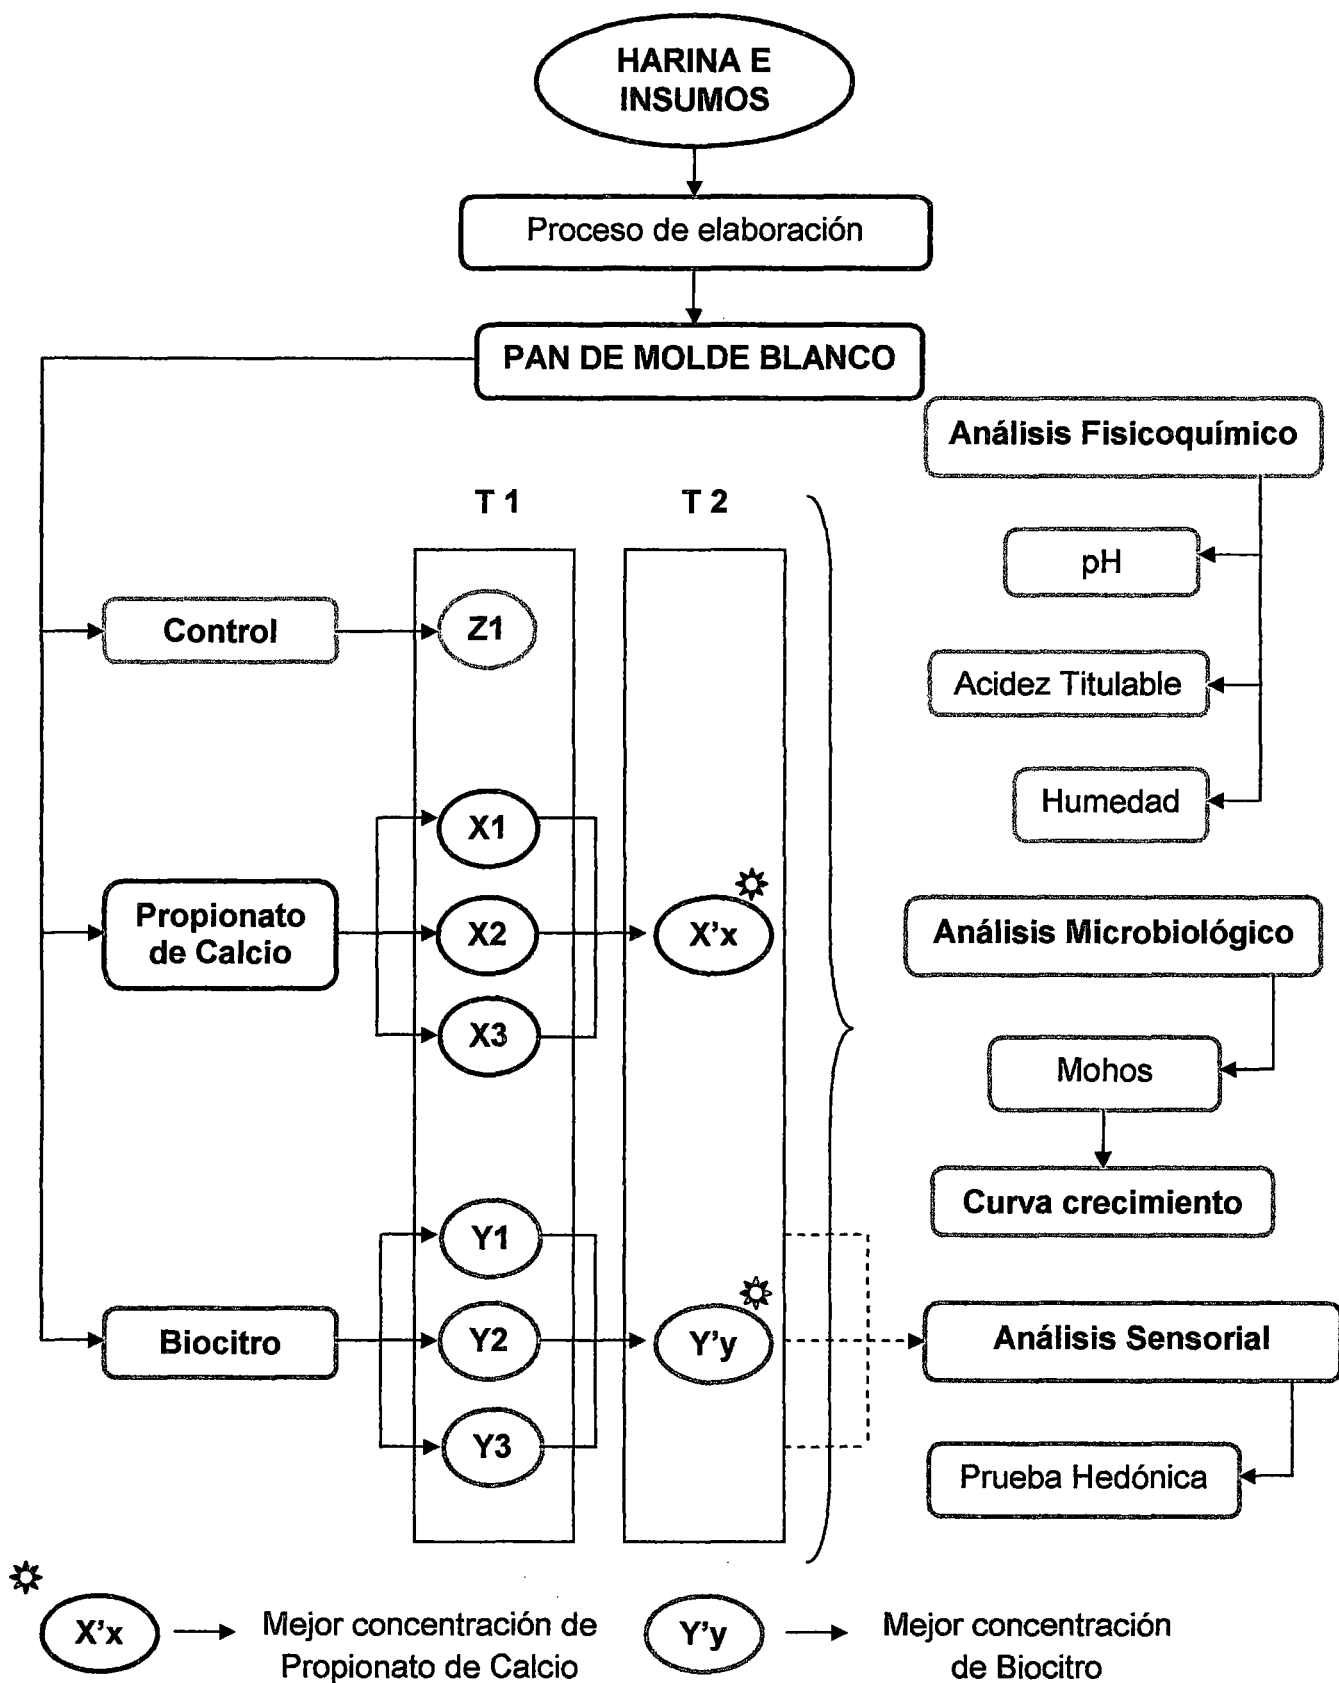 HARINA E
INSUMOS
Proceso de elaboración
PAN DE MOLDE BLANCO
Análisis Fisicoquímico
T 1
T 2
pH
Control
Z1
Acidez Titulable
Humedad
X1
Propionato
de Calcio
X2
X'x
Análisis Microbiológico
X3
Mohos
Curva crecimiento
Y1
Biocitro
Y2
Y'y
Análisis Sensorial
Y3
Prueba Hedónica
X'x
Mejor concentración de
Propionato de Calcio
Y'y
Mejor concentración
de Biocitro